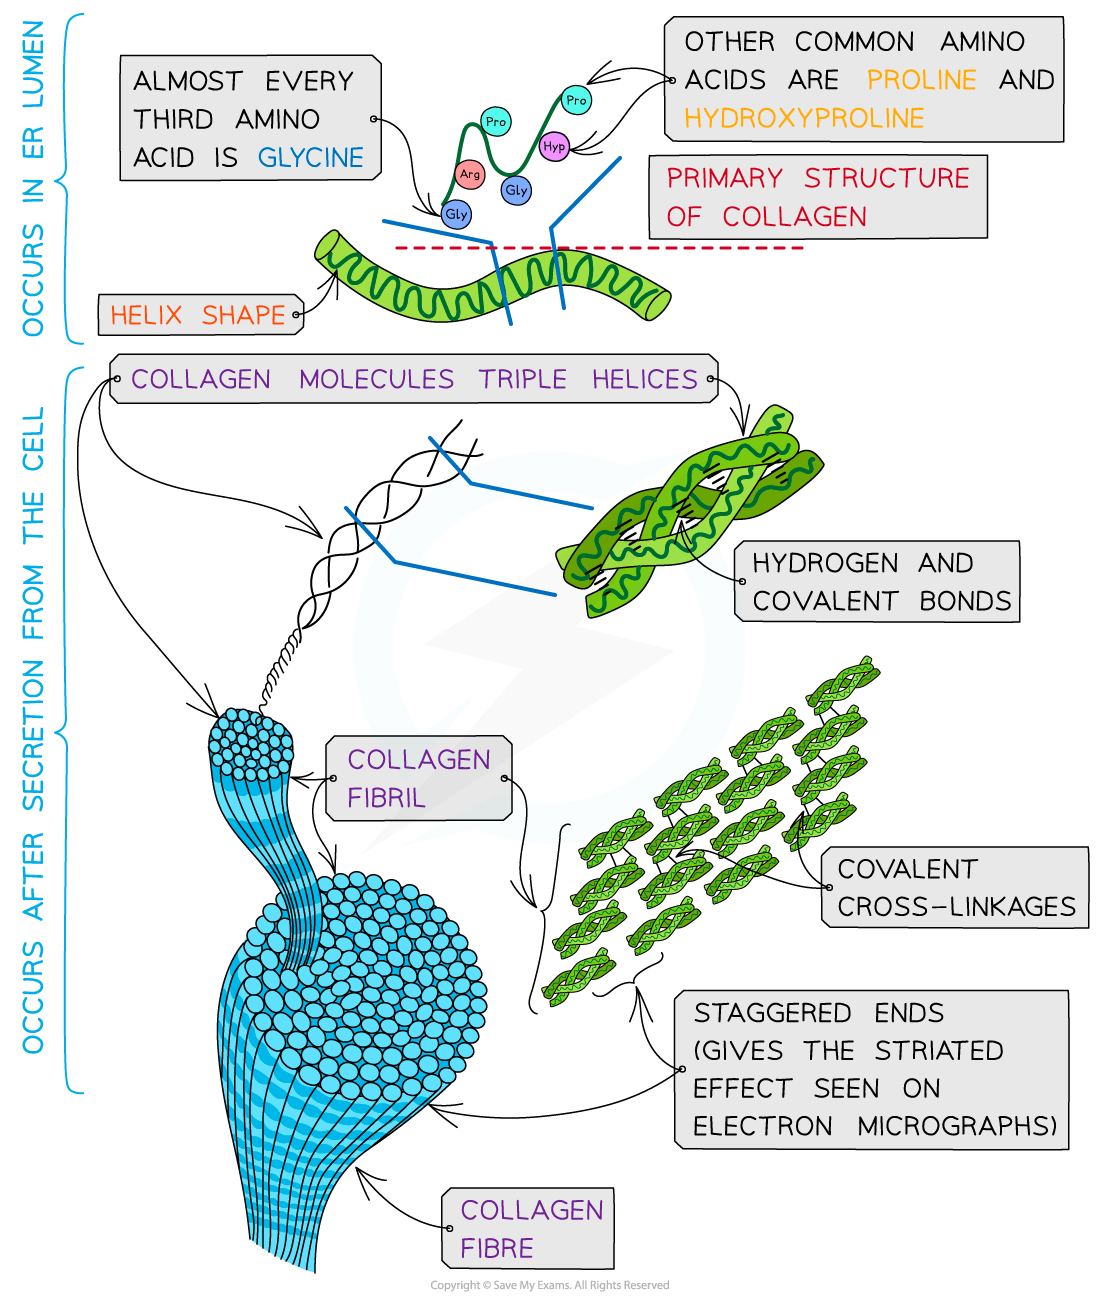 OCCURS IN ER LUMEN
ALMOST EVERY
THIRD AMINO
ACID IS GLYCINE
OTHER COMMON AMINO
ACIDS ARE PROLINE AND
HYDROXYPROLINE
Pro
Pro
Hyp
Arg
Gly
Gly
PRIMARY STRUCTURE
OF COLLAGEN
HELIX SHAPE
OCCURS AFTER SECRETION FROM THE CELL
COLLAGEN MOLECULES TRIPLE HELICES
HYDROGEN AND
COVALENT BONDS
COLLAGEN
FIBRIL
COVALENT
CROSS-LINKAGES
STAGGERED ENDS
(GIVES THE STRIATED
EFFECT SEEN ON
ELECTRON MICROGRAPHS)
COLLAGEN
FIBRE
Copyright © Save My Exams. All Rights Reserved